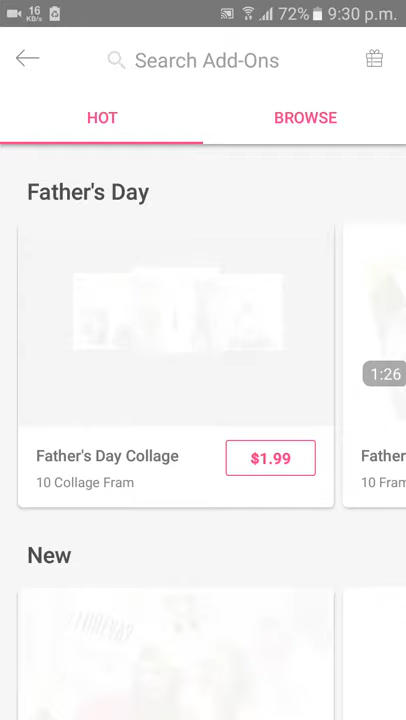 16 KB/s 72% 9:30 p.m.
Search Add-Ons
HOT BROWSE
Father's Day
1:26
Father's Day Collage $1.99 Father
10 Collage Fram 10 Fram
New